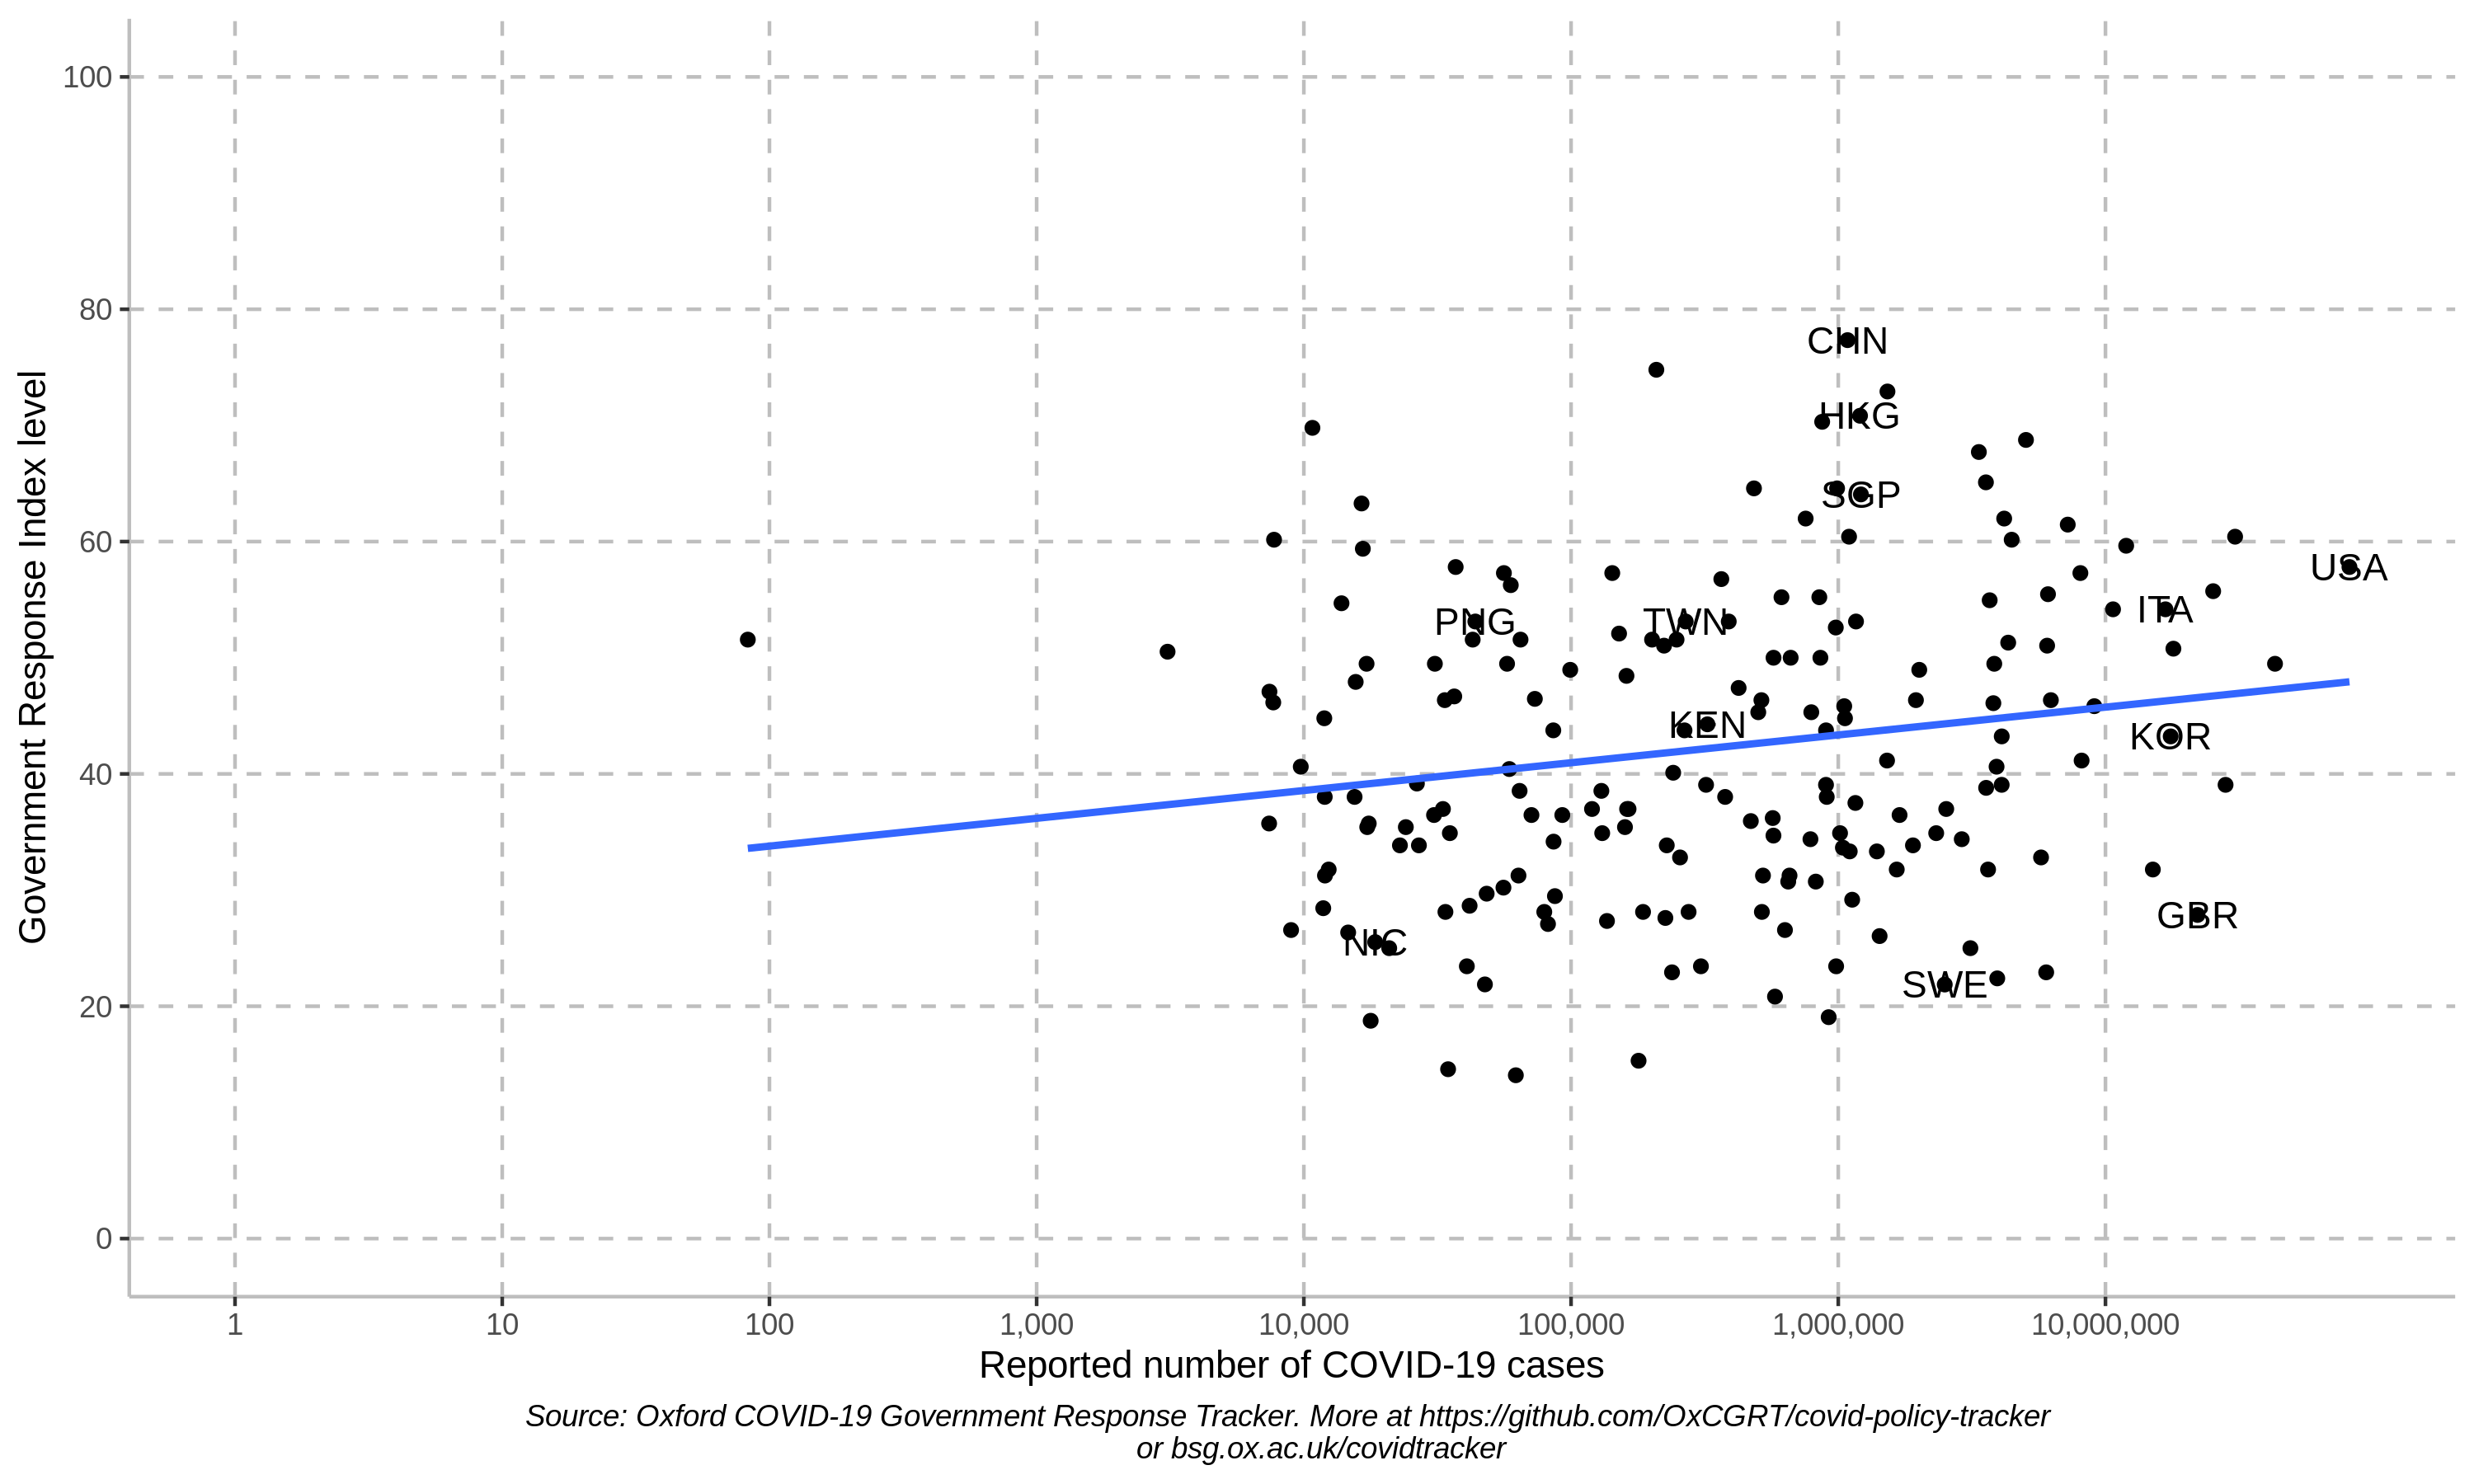 Government Response Index level
100
80
60
40
20
0
CHN
HKG
SGP
USA
ITA
PNG
TWN
KEN
KOR
GBR
NIC
SWE
1
10
100
1,000
10,000
100,000
1,000,000
10,000,000
Reported number of COVID-19 cases
Source: Oxford COVID-19 Government Response Tracker. More at https://github.com/OxCGRT/covid-policy-tracker
or bsg.ox.ac.uk/covidtracker